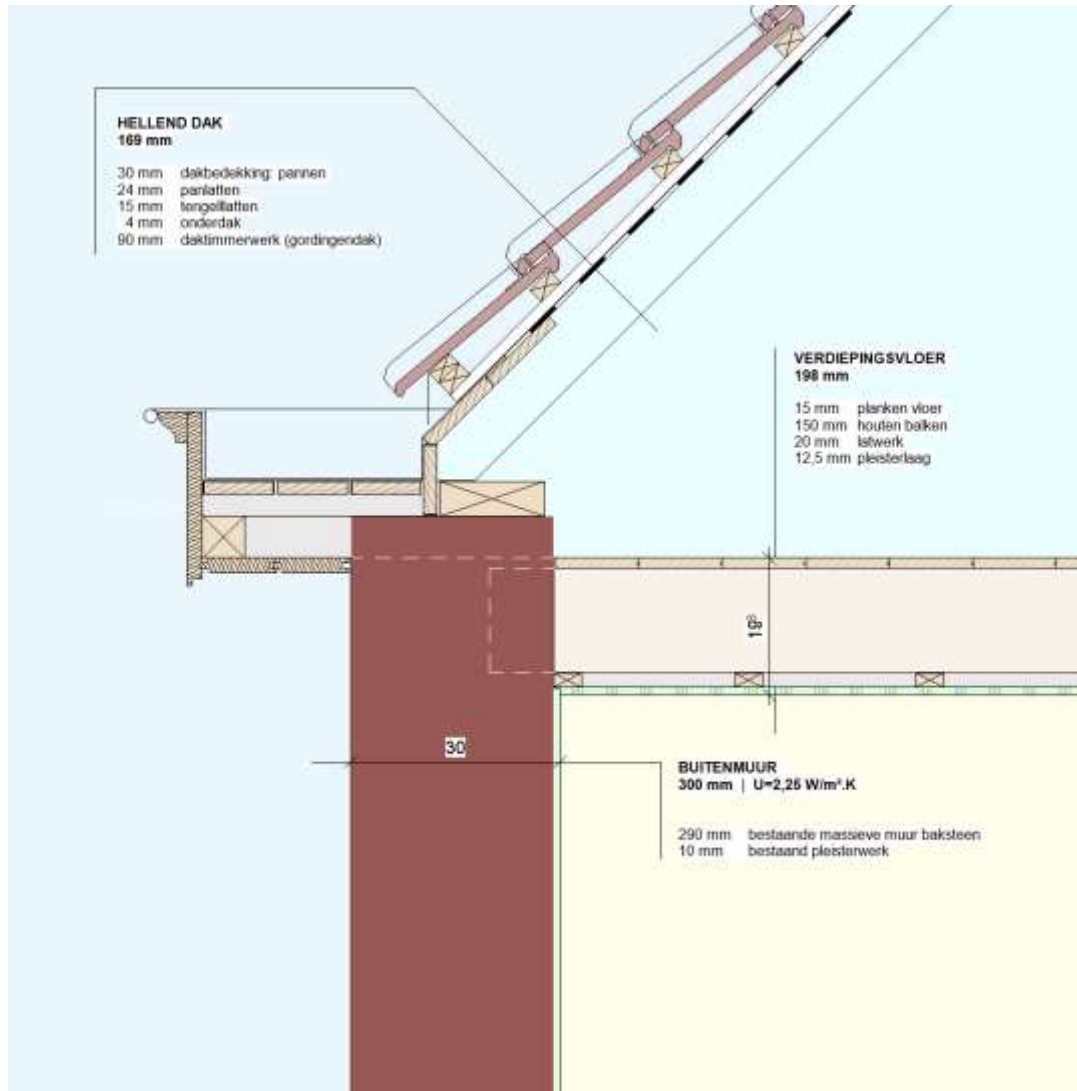 HELLEND DAK
169 mm
30 mm dakbedekking: pannen
24 mm panlatten
15 mm tengellatten
4 mm onderdak
90 mm daktimmerwerk (gordingendak)
VERDIEPINGSVLOER
198 mm
15 mm planken vloer
150 mm houten balken
20 mm latwerk
12,5 mm pleisterlaag
19⁸
30
BUITENMUUR
300 mm | U=2,25 W/m².K
290 mm bestaande massieve muur baksteen
10 mm bestaand pleisterwerk